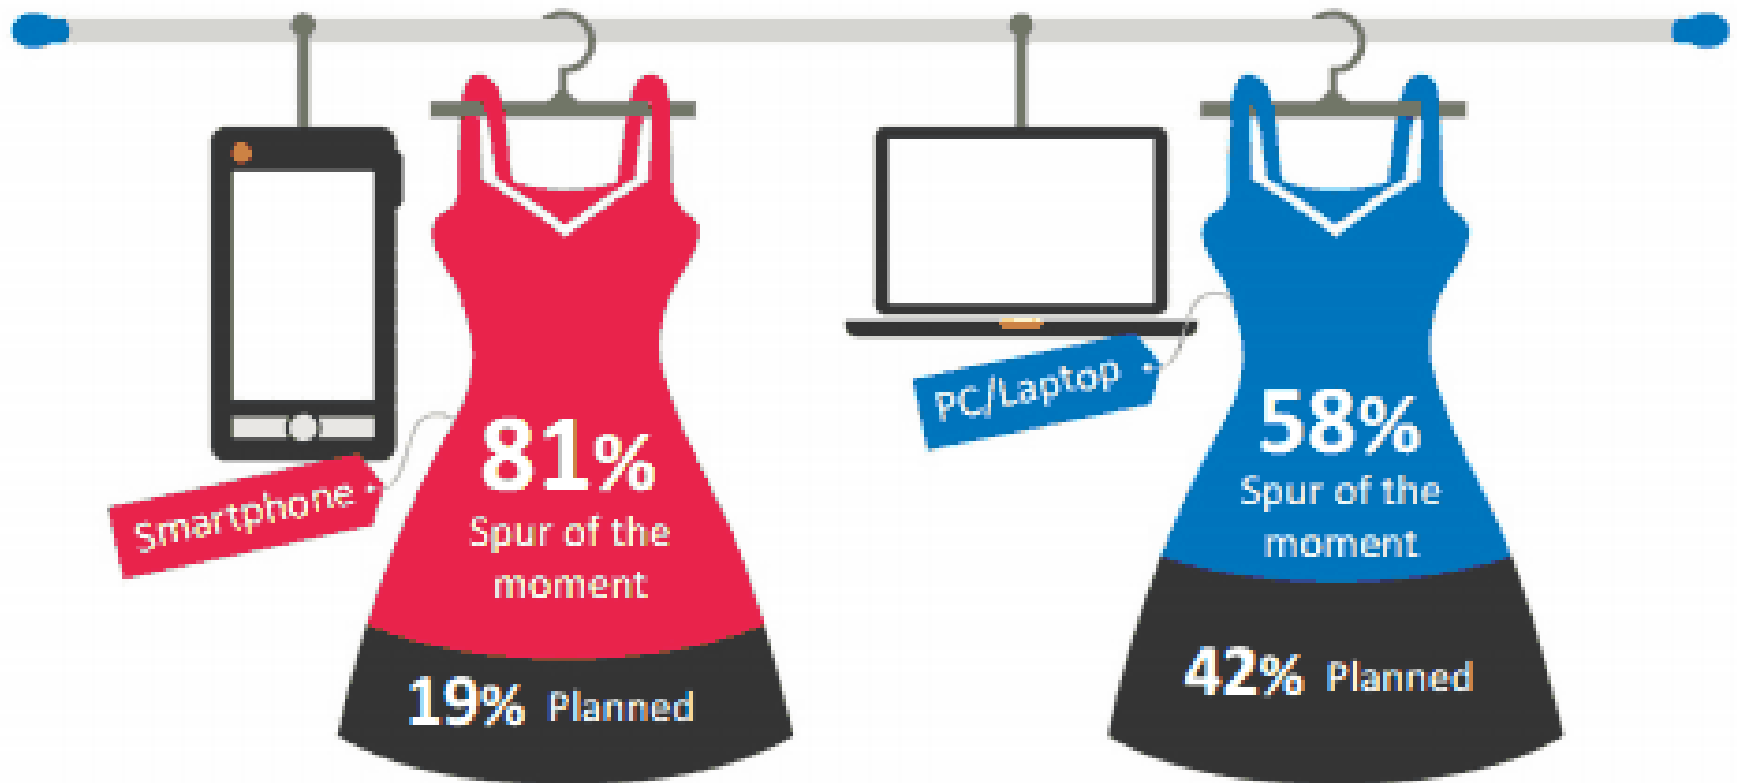 Smartphone
81%
Spur of the
moment
19% Planned
PC/Laptop
58%
Spur of the
moment
42% Planned